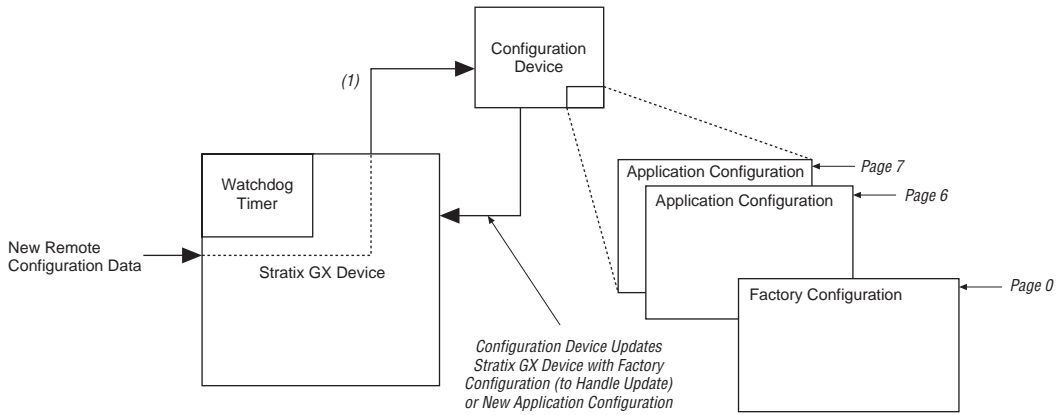 Configuration
Device
(1)
Application Configuration
Page 7
Watchdog
Timer
Application Configuration
Page 6
New Remote
Configuration Data
Stratix GX Device
Factory Configuration
Page 0
Configuration Device Updates
Stratix GX Device with Factory
Configuration (to Handle Update)
or New Application Configuration